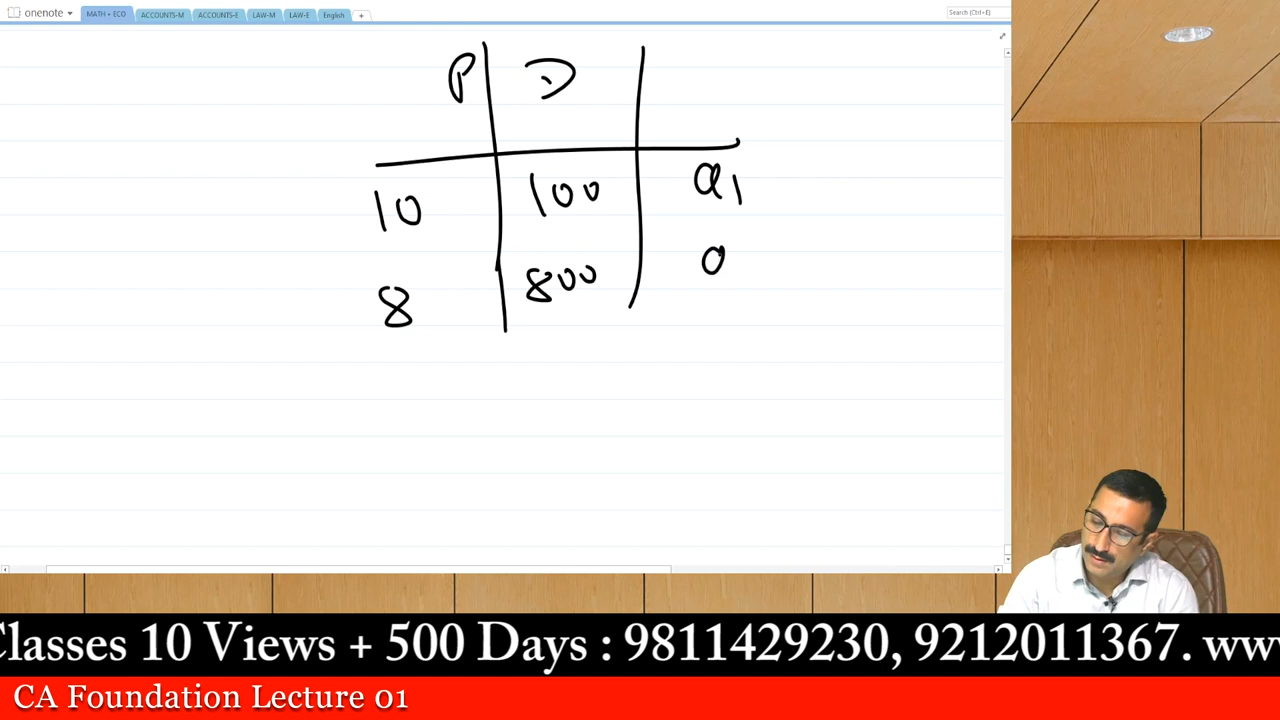 onenote MATH + ECO ACCOUNTS-M ACCOUNTS-E LAW-M LAW-E English + Search (Ctrl+E)
P D
10 100 Q1
8 800 0
Classes 10 Views + 500 Days : 9811429230, 9212011367. ww
CA Foundation Lecture 01